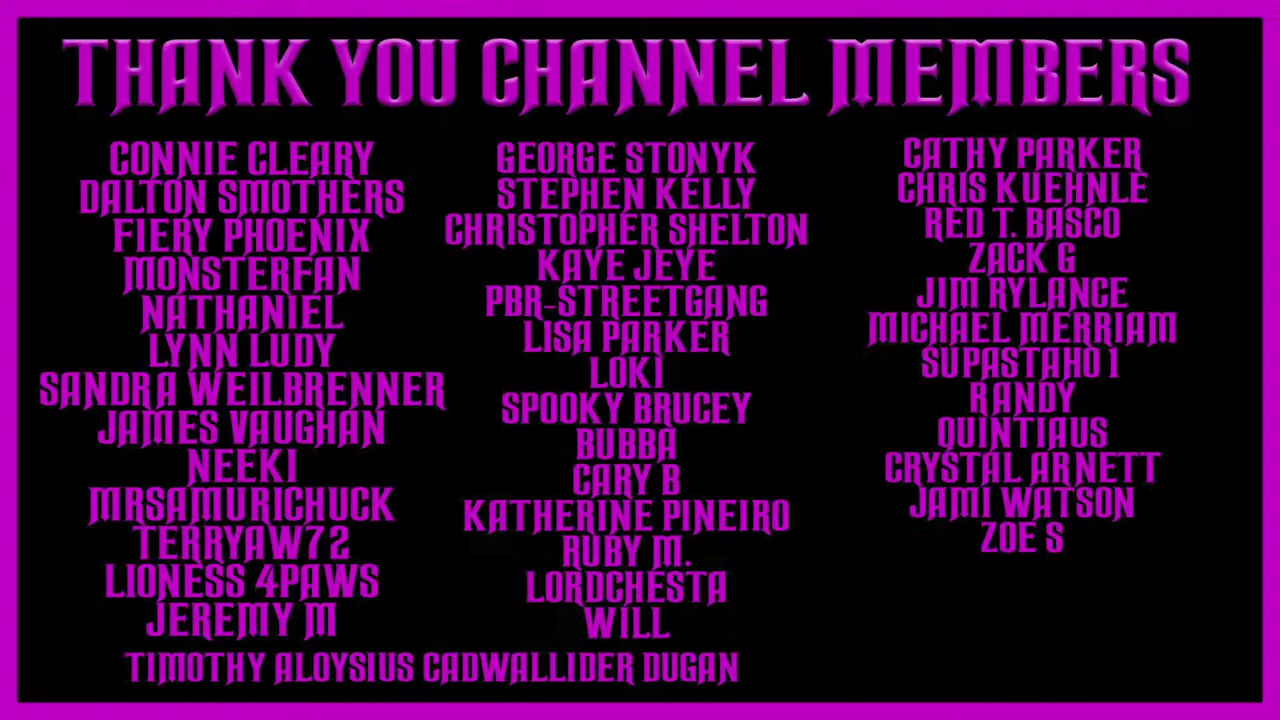 THANK YOU CHANNEL MEMBERS
CONNIE CLEARY
DALTON SMOTHERS
FIERY PHOENIX
MONSTERFAN
NATHANIEL
LYNN LUDY
SANDRA WEILBRENNER
JAMES VAUGHAN
NEEKI
MRSAMURICHUCK
TERRYAW72
LIONESS 4PAWS
JEREMY M
TIMOTHY ALOYSIUS CADWALLIDER DUGAN
GEORGE STONYK
STEPHEN KELLY
CHRISTOPHER SHELTON
KAYE JEYE
PBR-STREETGANG
LISA PARKER
LOKI
SPOOKY BRUCEY
BUBBA
CARY B
KATHERINE PINEIRO
RUBY M.
LORDCHESTA
WILL
CATHY PARKER
CHRIS KUEHNLE
RED T. BASCO
ZACK G
JIM RYLANCE
MICHAEL MERRIAM
SUPASTAHO1
RANDY
QUINTIAUS
CRYSTAL ARNETT
JAMI WATSON
ZOE S